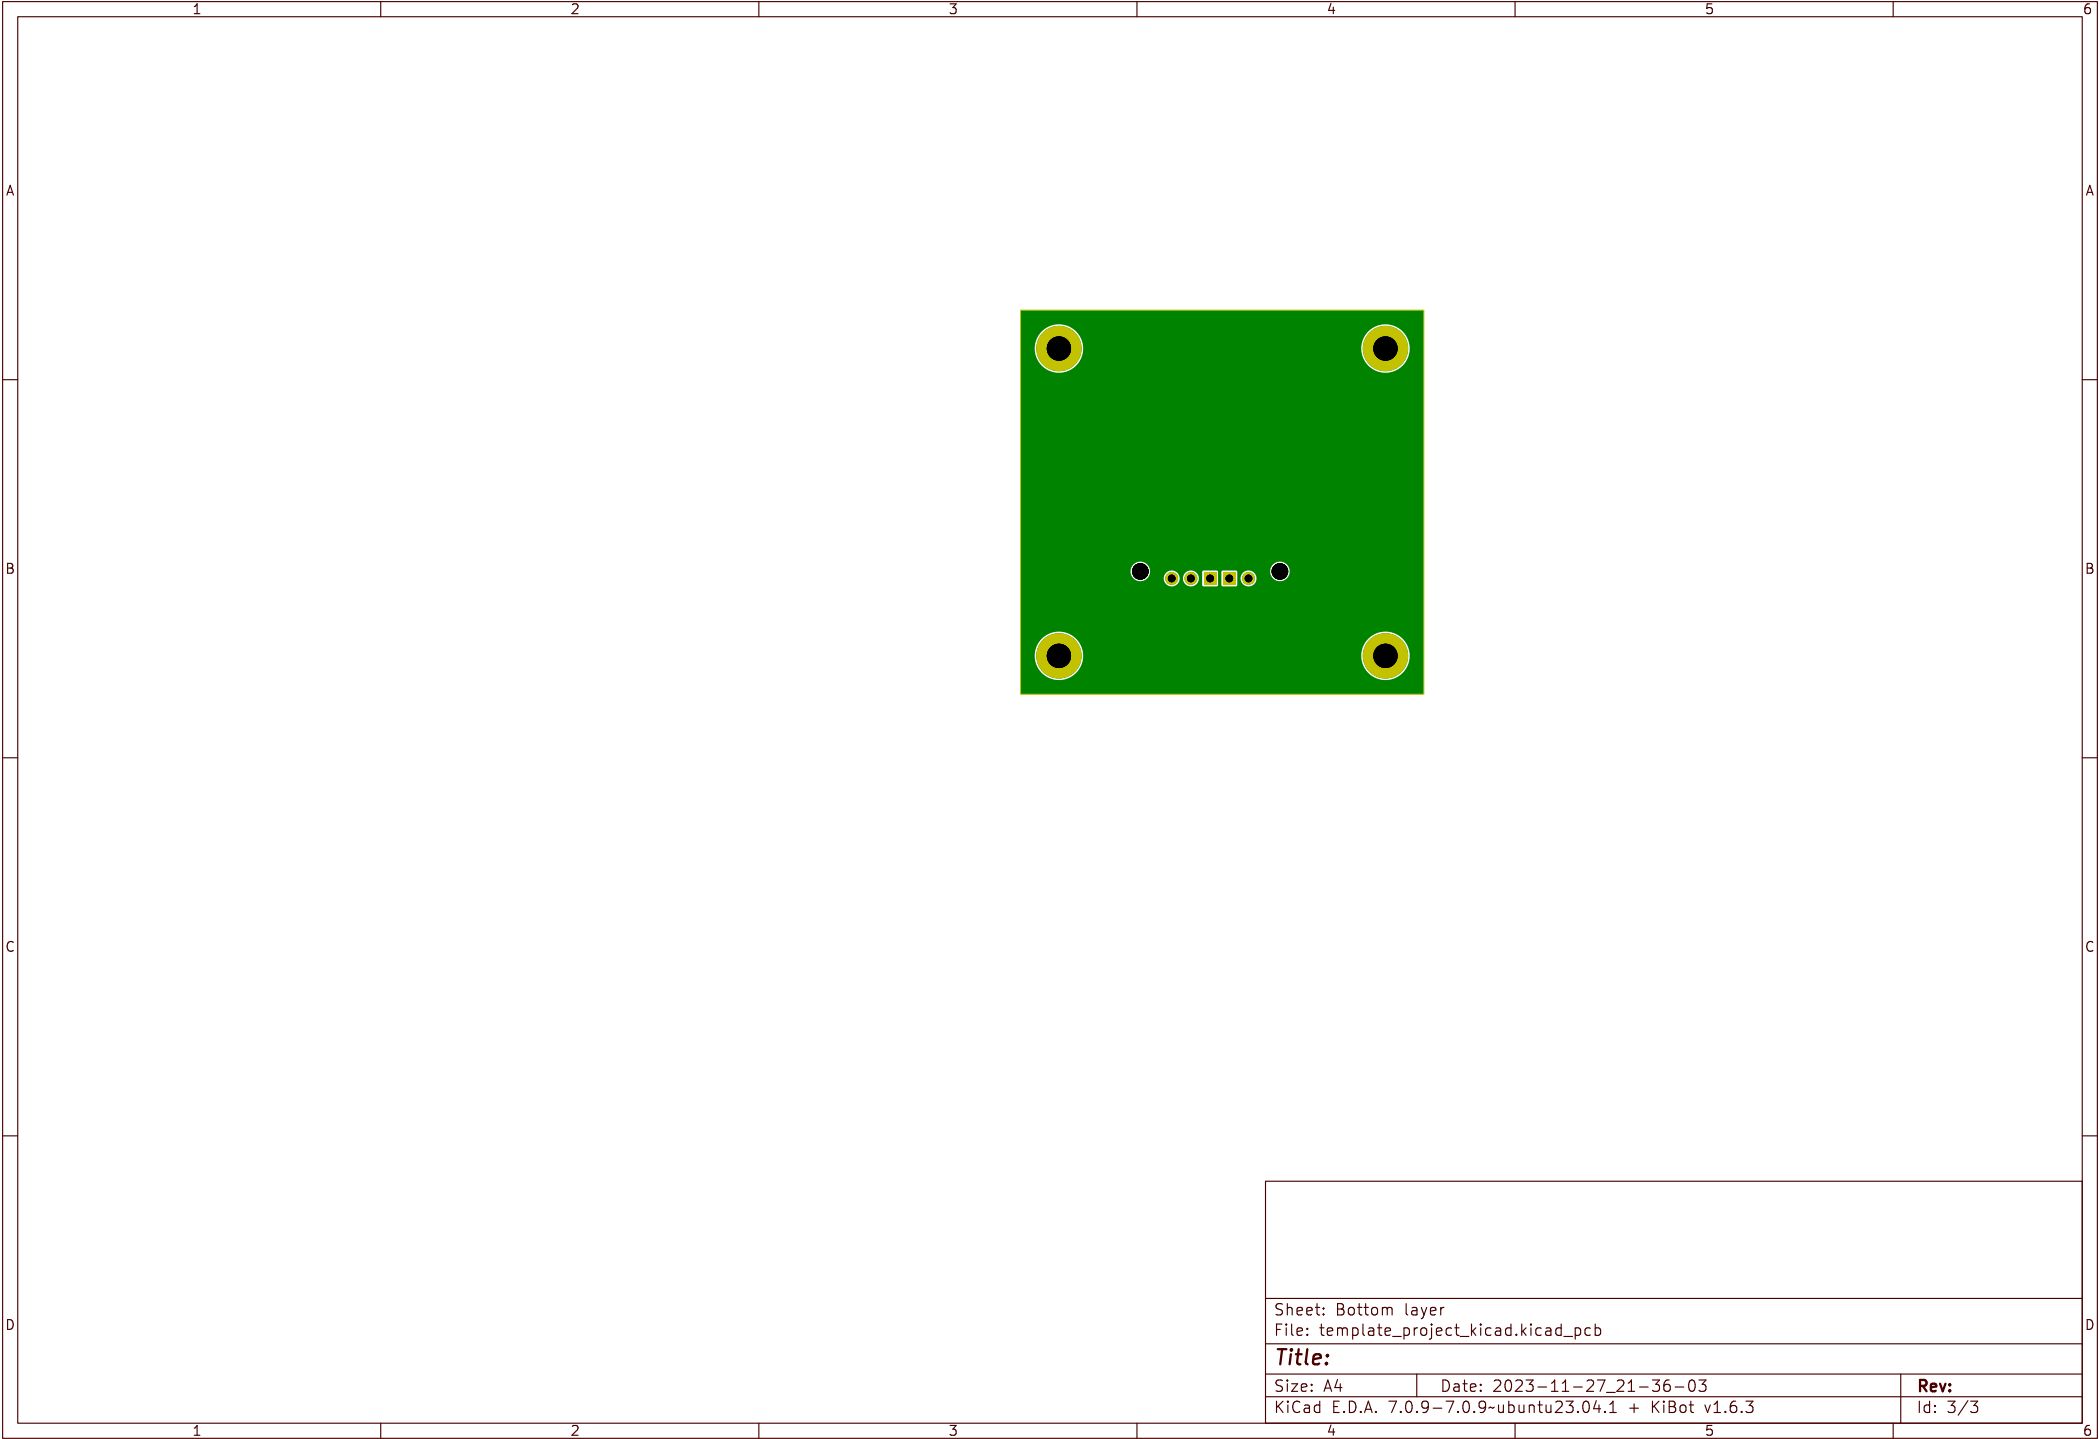 1 2 3 4 5 6
A A
B B
C C
Sheet: Bottom layer
File: template_project_kicad.kicad_pcb
D D
Title:
Size: A4 Date: 2023-11-27_21-36-03 Rev:
KiCad E.D.A. 7.0.9-7.0.9~ubuntu23.04.1 + KiBot v1.6.3 Id: 3/3
1 2 3 4 5 6